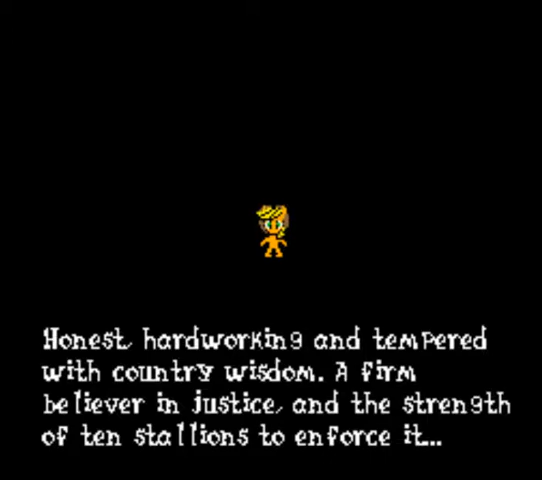 Honest, hardworking and tempered
with country wisdom. A firm
believer in justice, and the strength
of ten stallions to enforce it...